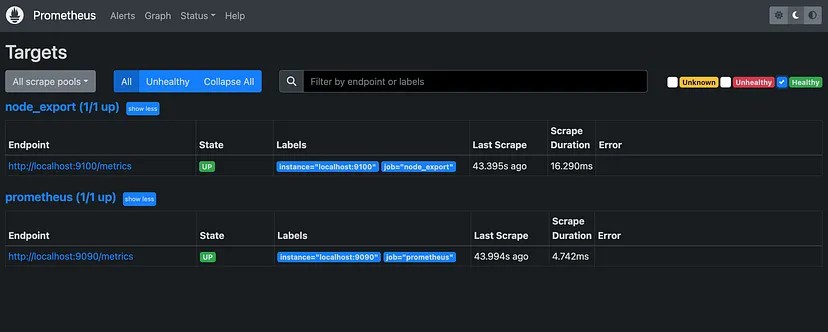 Prometheus Alerts Graph Status Help
Targets
All scrape pools All Unhealthy Collapse All Filter by endpoint or labels Unknown Unhealthy Healthy
node_export (1/1 up) show less
Endpoint State Labels Last Scrape Scrape Duration Error
http://localhost:9100/metrics UP instance="localhost:9100" job="node_export" 43.395s ago 16.290ms
prometheus (1/1 up) show less
Endpoint State Labels Last Scrape Scrape Duration Error
http://localhost:9090/metrics UP instance="localhost:9090" job="prometheus" 43.994s ago 4.742ms